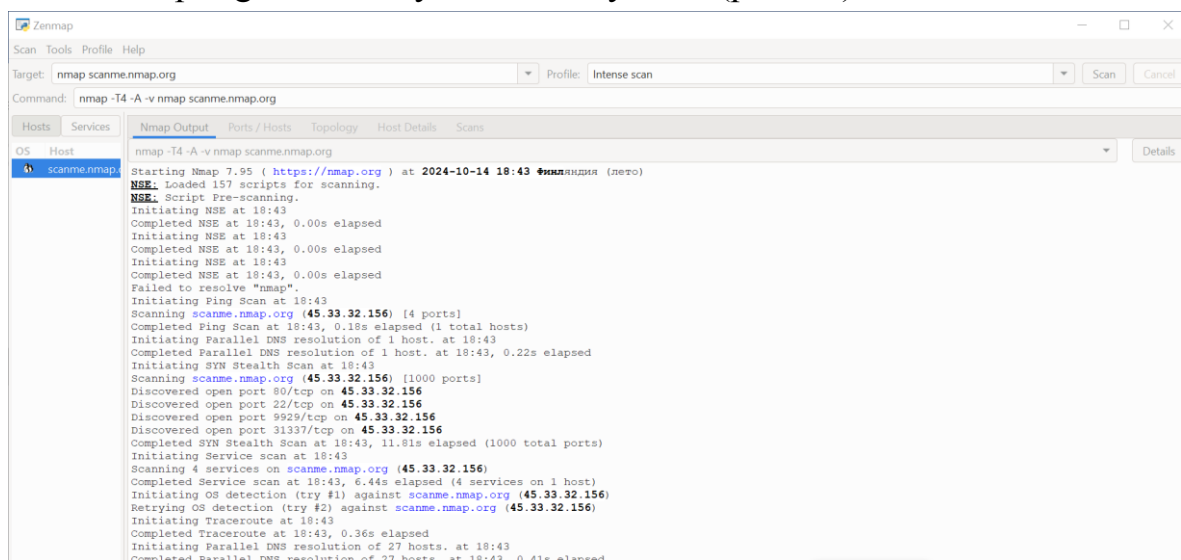 Zenmap
Scan Tools Profile Help
Target: nmap scanme.nmap.org Profile: Intense scan Scan Cancel
Command: nmap -T4 -A -v nmap scanme.nmap.org
Hosts Services Nmap Output Ports / Hosts Topology Host Details Scans
OS Host nmap -T4 -A -v nmap scanme.nmap.org Details
scanme.nmap.
Starting Nmap 7.95 ( https://nmap.org ) at 2024-10-14 18:43 Финляндия (лето)
NSE: Loaded 157 scripts for scanning.
NSE: Script Pre-scanning.
Initiating NSE at 18:43
Completed NSE at 18:43, 0.00s elapsed
Initiating NSE at 18:43
Completed NSE at 18:43, 0.00s elapsed
Initiating NSE at 18:43
Completed NSE at 18:43, 0.00s elapsed
Failed to resolve "nmap".
Initiating Ping Scan at 18:43
Scanning scanme.nmap.org (45.33.32.156) [4 ports]
Completed Ping Scan at 18:43, 0.18s elapsed (1 total hosts)
Initiating Parallel DNS resolution of 1 host. at 18:43
Completed Parallel DNS resolution of 1 host. at 18:43, 0.22s elapsed
Initiating SYN Stealth Scan at 18:43
Scanning scanme.nmap.org (45.33.32.156) [1000 ports]
Discovered open port 80/tcp on 45.33.32.156
Discovered open port 22/tcp on 45.33.32.156
Discovered open port 9929/tcp on 45.33.32.156
Discovered open port 31337/tcp on 45.33.32.156
Completed SYN Stealth Scan at 18:43, 11.81s elapsed (1000 total ports)
Initiating Service scan at 18:43
Scanning 4 services on scanme.nmap.org (45.33.32.156)
Completed Service scan at 18:43, 6.44s elapsed (4 services on 1 host)
Initiating OS detection (try #1) against scanme.nmap.org (45.33.32.156)
Retrying OS detection (try #2) against scanme.nmap.org (45.33.32.156)
Initiating Traceroute at 18:43
Completed Traceroute at 18:43, 0.36s elapsed
Initiating Parallel DNS resolution of 27 hosts. at 18:43
Completed Parallel DNS resolution of 27 hosts. at 18:43, 0.41s elapsed